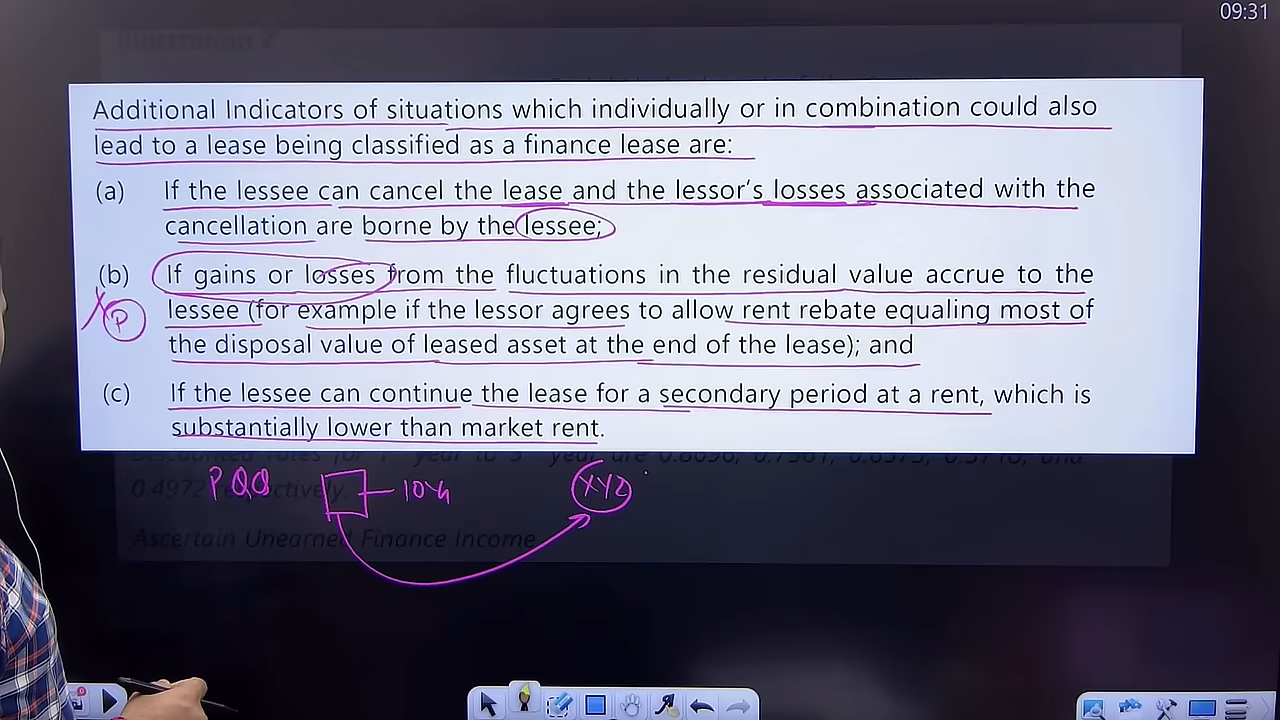 09:31
Illustration 2
Additional Indicators of situations which individually or in combination could also
lead to a lease being classified as a finance lease are:
(a) If the lessee can cancel the lease and the lessor's losses associated with the
cancellation are borne by the lessee;
(b) If gains or losses from the fluctuations in the residual value accrue to the
P
lessee (for example if the lessor agrees to allow rent rebate equaling most of
the disposal value of leased asset at the end of the lease); and
(c) If the lessee can continue the lease for a secondary period at a rent, which is
substantially lower than market rent.
XYZ
0.4972 respectively.
Ascertain Unearned Finance Income